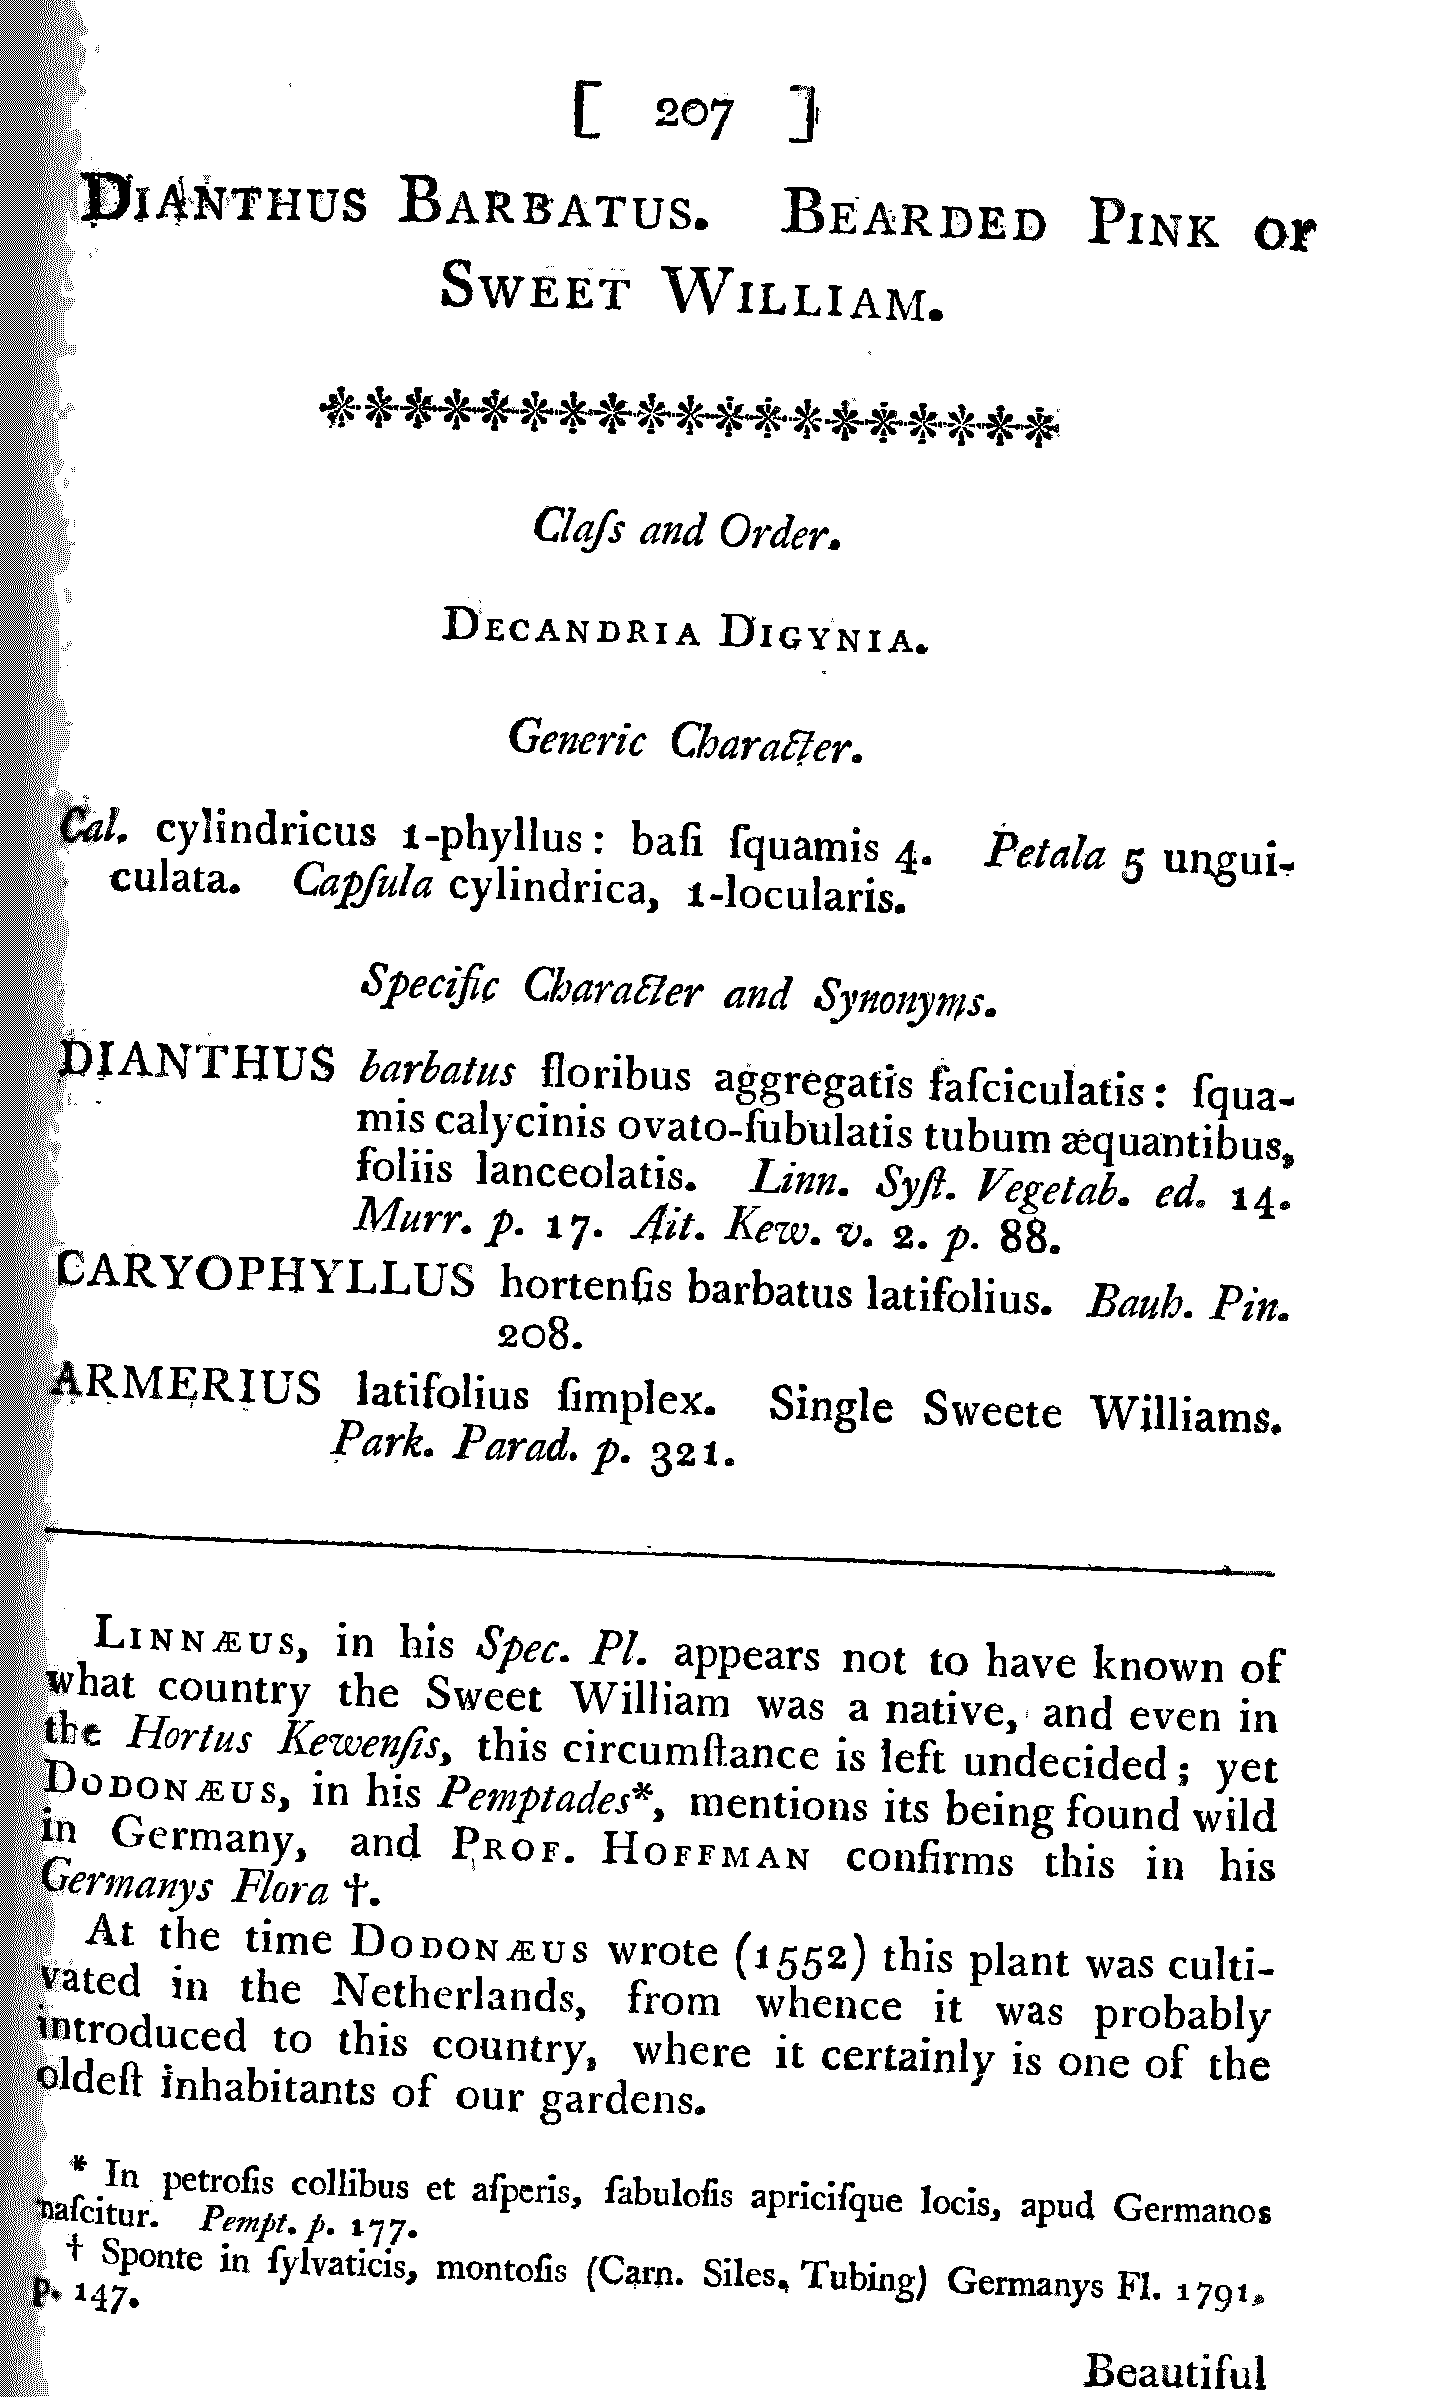 [ 207 ]
DIANTHUS BARBATUS. BEARDED PINK or
SWEET WILLIAM.
Claſs and Order.
DECANDRIA DIGYNIA.
Generic Character.
Cal. cylindricus 1-phyllus: baſi ſquamis 4. Petala 5 ungui-
culata. Capſula cylindrica, 1-locularis.
Specific Character and Synonyms.
DIANTHUS barbatus floribus aggregatis faſciculatis: ſqua-
mis calycinis ovato-ſubulatis tubum æquantibus,
foliis lanceolatis. Linn. Syſt. Vegetab. ed. 14.
Murr. p. 17. Ait. Kew. v. 2. p. 88.
CARYOPHYLLUS hortenſis barbatus latifolius. Bauh. Pin.
208.
ARMERIUS latifolius ſimplex. Single Sweete Williams.
Park. Parad. p. 321.
LINNÆUS, in his Spec. Pl. appears not to have known of
what country the Sweet William was a native, and even in
the Hortus Kewenſis, this circumſtance is left undecided; yet
DODONÆUS, in his Pemptades*, mentions its being found wild
in Germany, and PROF. HOFFMAN confirms this in his
Germanys Flora †.
At the time DODONÆUS wrote (1552) this plant was culti-
vated in the Netherlands, from whence it was probably
introduced to this country, where it certainly is one of the
oldeſt inhabitants of our gardens.
* In petroſis collibus et aſperis, ſabuloſis apriciſque locis, apud Germanos
naſcitur. Pempt. p. 177.
† Sponte in ſylvaticis, montoſis (Carn. Siles, Tubing) Germanys Fl. 1791.
p. 147.
Beautiful